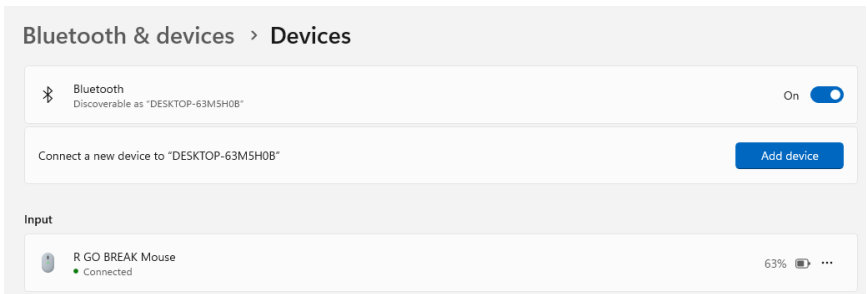 Bluetooth & devices > Devices
Bluetooth
Discoverable as "DESKTOP-63M5H0B"
On
Connect a new device to "DESKTOP-63M5H0B"
Add device
Input
R GO BREAK Mouse
Connected
63%